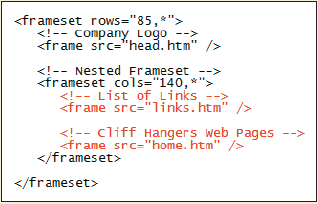 <frameset rows="85,*">
<!-- Company Logo -->
<frame src="head.htm" />
<!-- Nested Frameset -->
<frameset cols="140,*">
<!-- List of Links -->
<frame src="links.htm" />
<!-- Cliff Hangers Web Pages -->
<frame src="home.htm" />
</frameset>
</frameset>